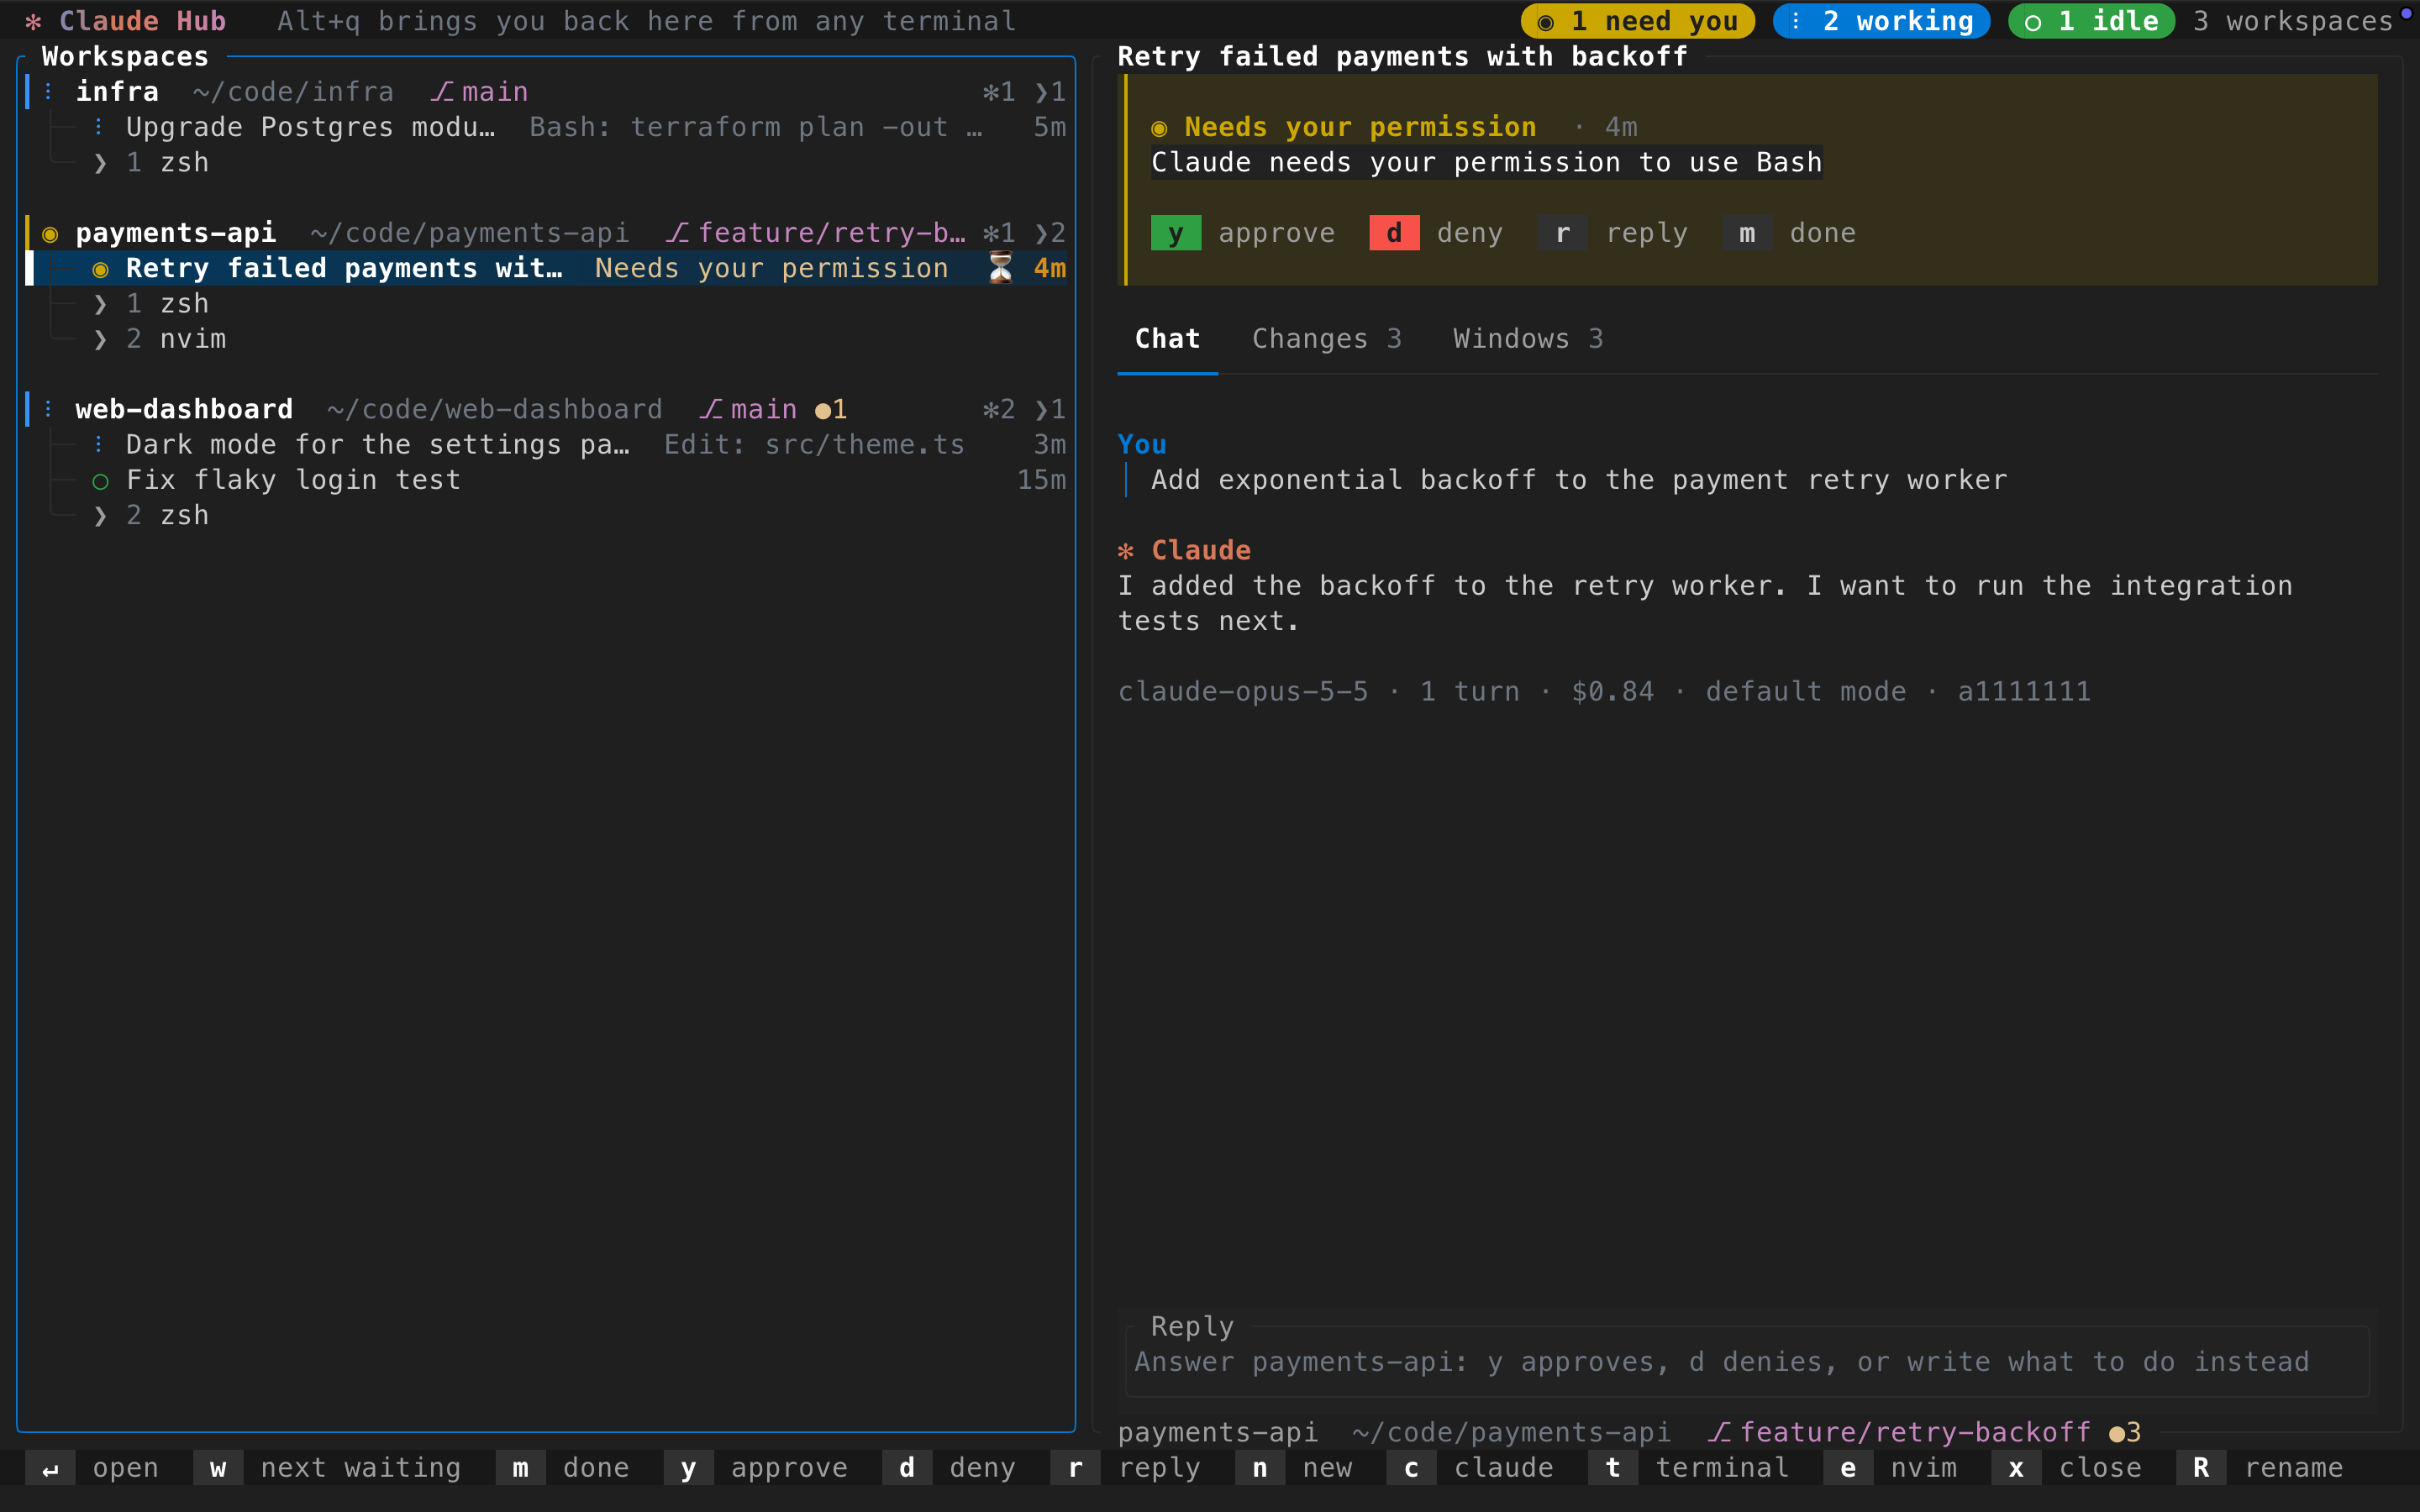 ✻ Claude Hub   Alt+q brings you back here from any terminal   ◉ 1 need you   ⁝ 2 working   ○ 1 idle   3 workspaces
Workspaces
⁝ infra  ~/code/infra  ⎇ main   ✻1 ❯1
⁝ Upgrade Postgres modu…  Bash: terraform plan -out …  5m
❯ 1 zsh
◉ payments-api  ~/code/payments-api  ⎇ feature/retry-b…  ✻1 ❯2
◉ Retry failed payments wit…  Needs your permission  ⏳ 4m
❯ 1 zsh
❯ 2 nvim
⁝ web-dashboard  ~/code/web-dashboard  ⎇ main ●1   ✻2 ❯1
⁝ Dark mode for the settings pa…  Edit: src/theme.ts  3m
○ Fix flaky login test  15m
❯ 2 zsh
Retry failed payments with backoff
◉ Needs your permission  · 4m
Claude needs your permission to use Bash
y approve  d deny  r reply  m done
Chat   Changes 3   Windows 3
You
Add exponential backoff to the payment retry worker
✻ Claude
I added the backoff to the retry worker. I want to run the integration
tests next.
claude-opus-5-5 · 1 turn · $0.84 · default mode · a1111111
Reply
Answer payments-api: y approves, d denies, or write what to do instead
payments-api  ~/code/payments-api  ⎇ feature/retry-backoff ●3
↵ open  w next waiting  m done  y approve  d deny  r reply  n new  c claude  t terminal  e nvim  x close  R rename